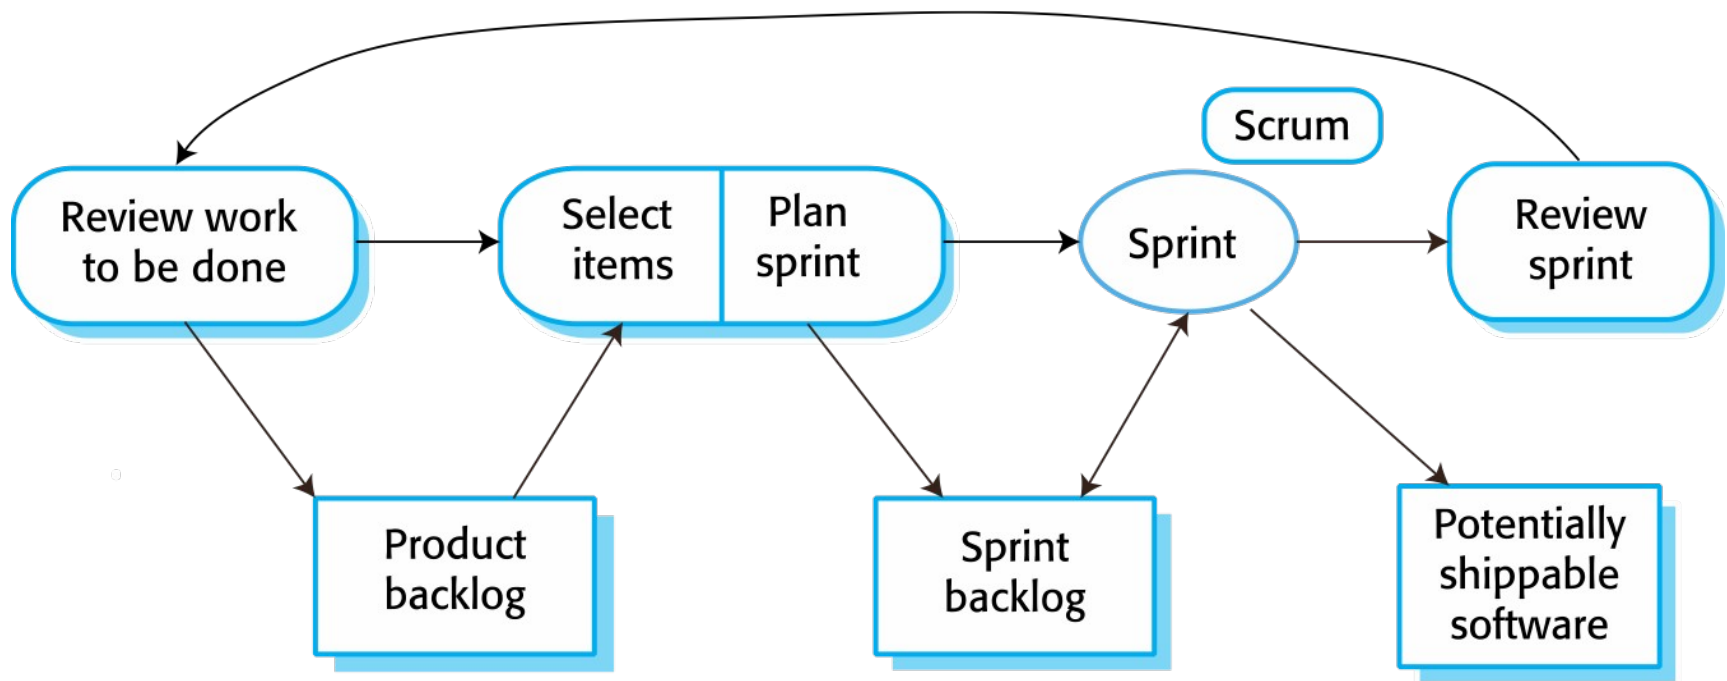 Scrum
Review work
to be done
Select
items
Plan
sprint
Sprint
Review
sprint
Product
backlog
Sprint
backlog
Potentially
shippable
software